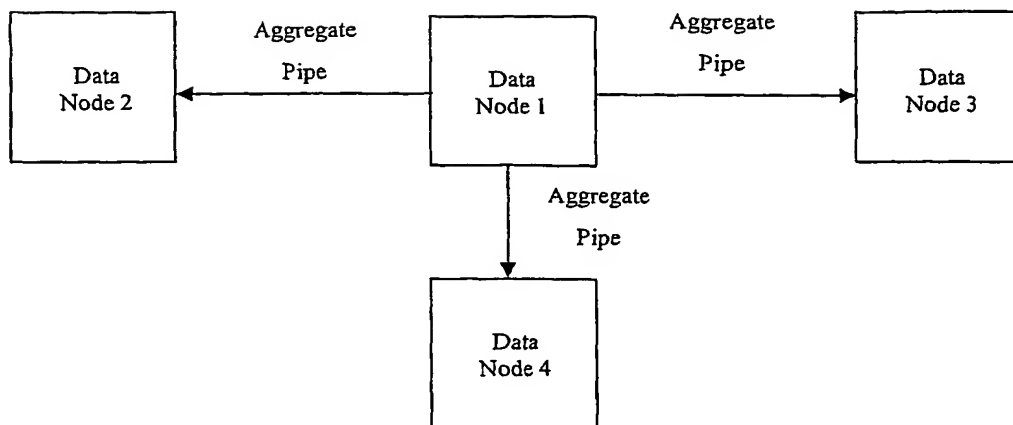 Aggregate
Pipe
Aggregate
Pipe
Data
Node 2
Data
Node 1
Data
Node 3
Aggregate
Pipe
Data
Node 4